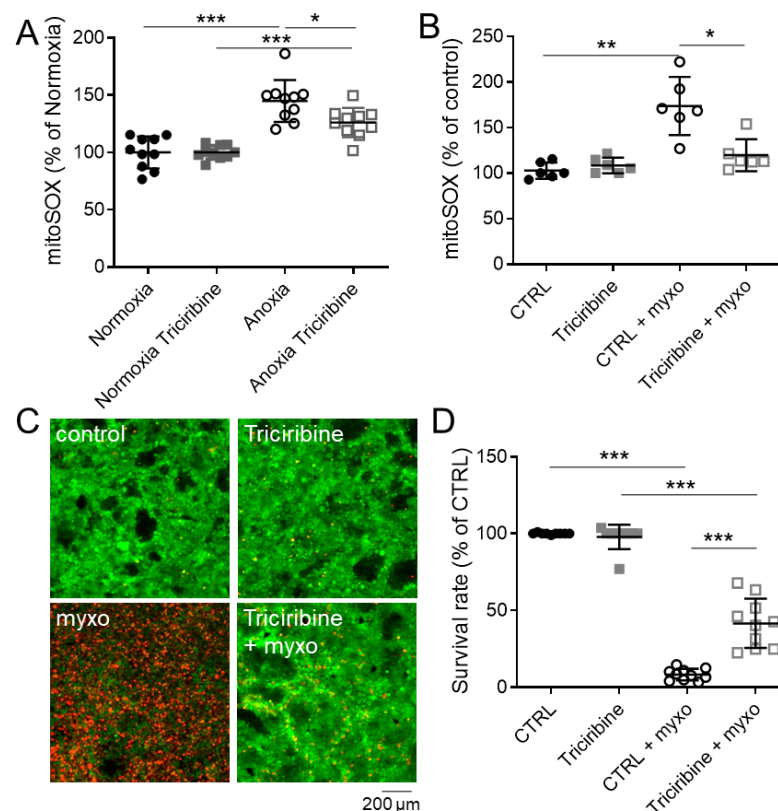 A
mitoSOX (% of Normoxia)
200
150
100
50
0
***
*
***
Normoxia
Normoxia Triciribine
Anoxia
Anoxia Triciribine
B
mitoSOX (% of control)
250
200
150
100
50
0
**
*
CTRL
Triciribine
CTRL + myxo
Triciribine + myxo
C
control
Triciribine
myxo
Triciribine
+ myxo
200 µm
D
Survival rate (% of CTRL)
150
100
50
0
***
***
***
CTRL
Triciribine
CTRL + myxo
Triciribine + myxo